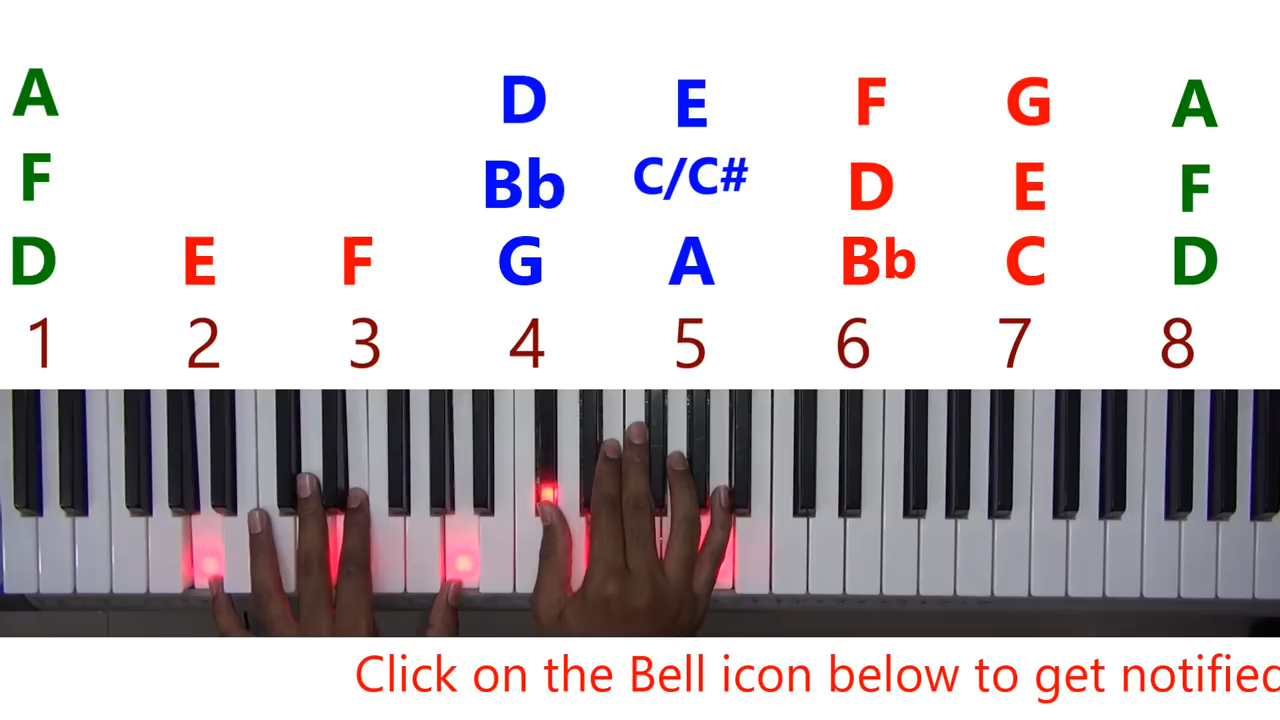 A D E F G A
F Bb C/C# D E F
D E F G A Bb C D
1 2 3 4 5 6 7 8
Click on the Bell icon below to get notified